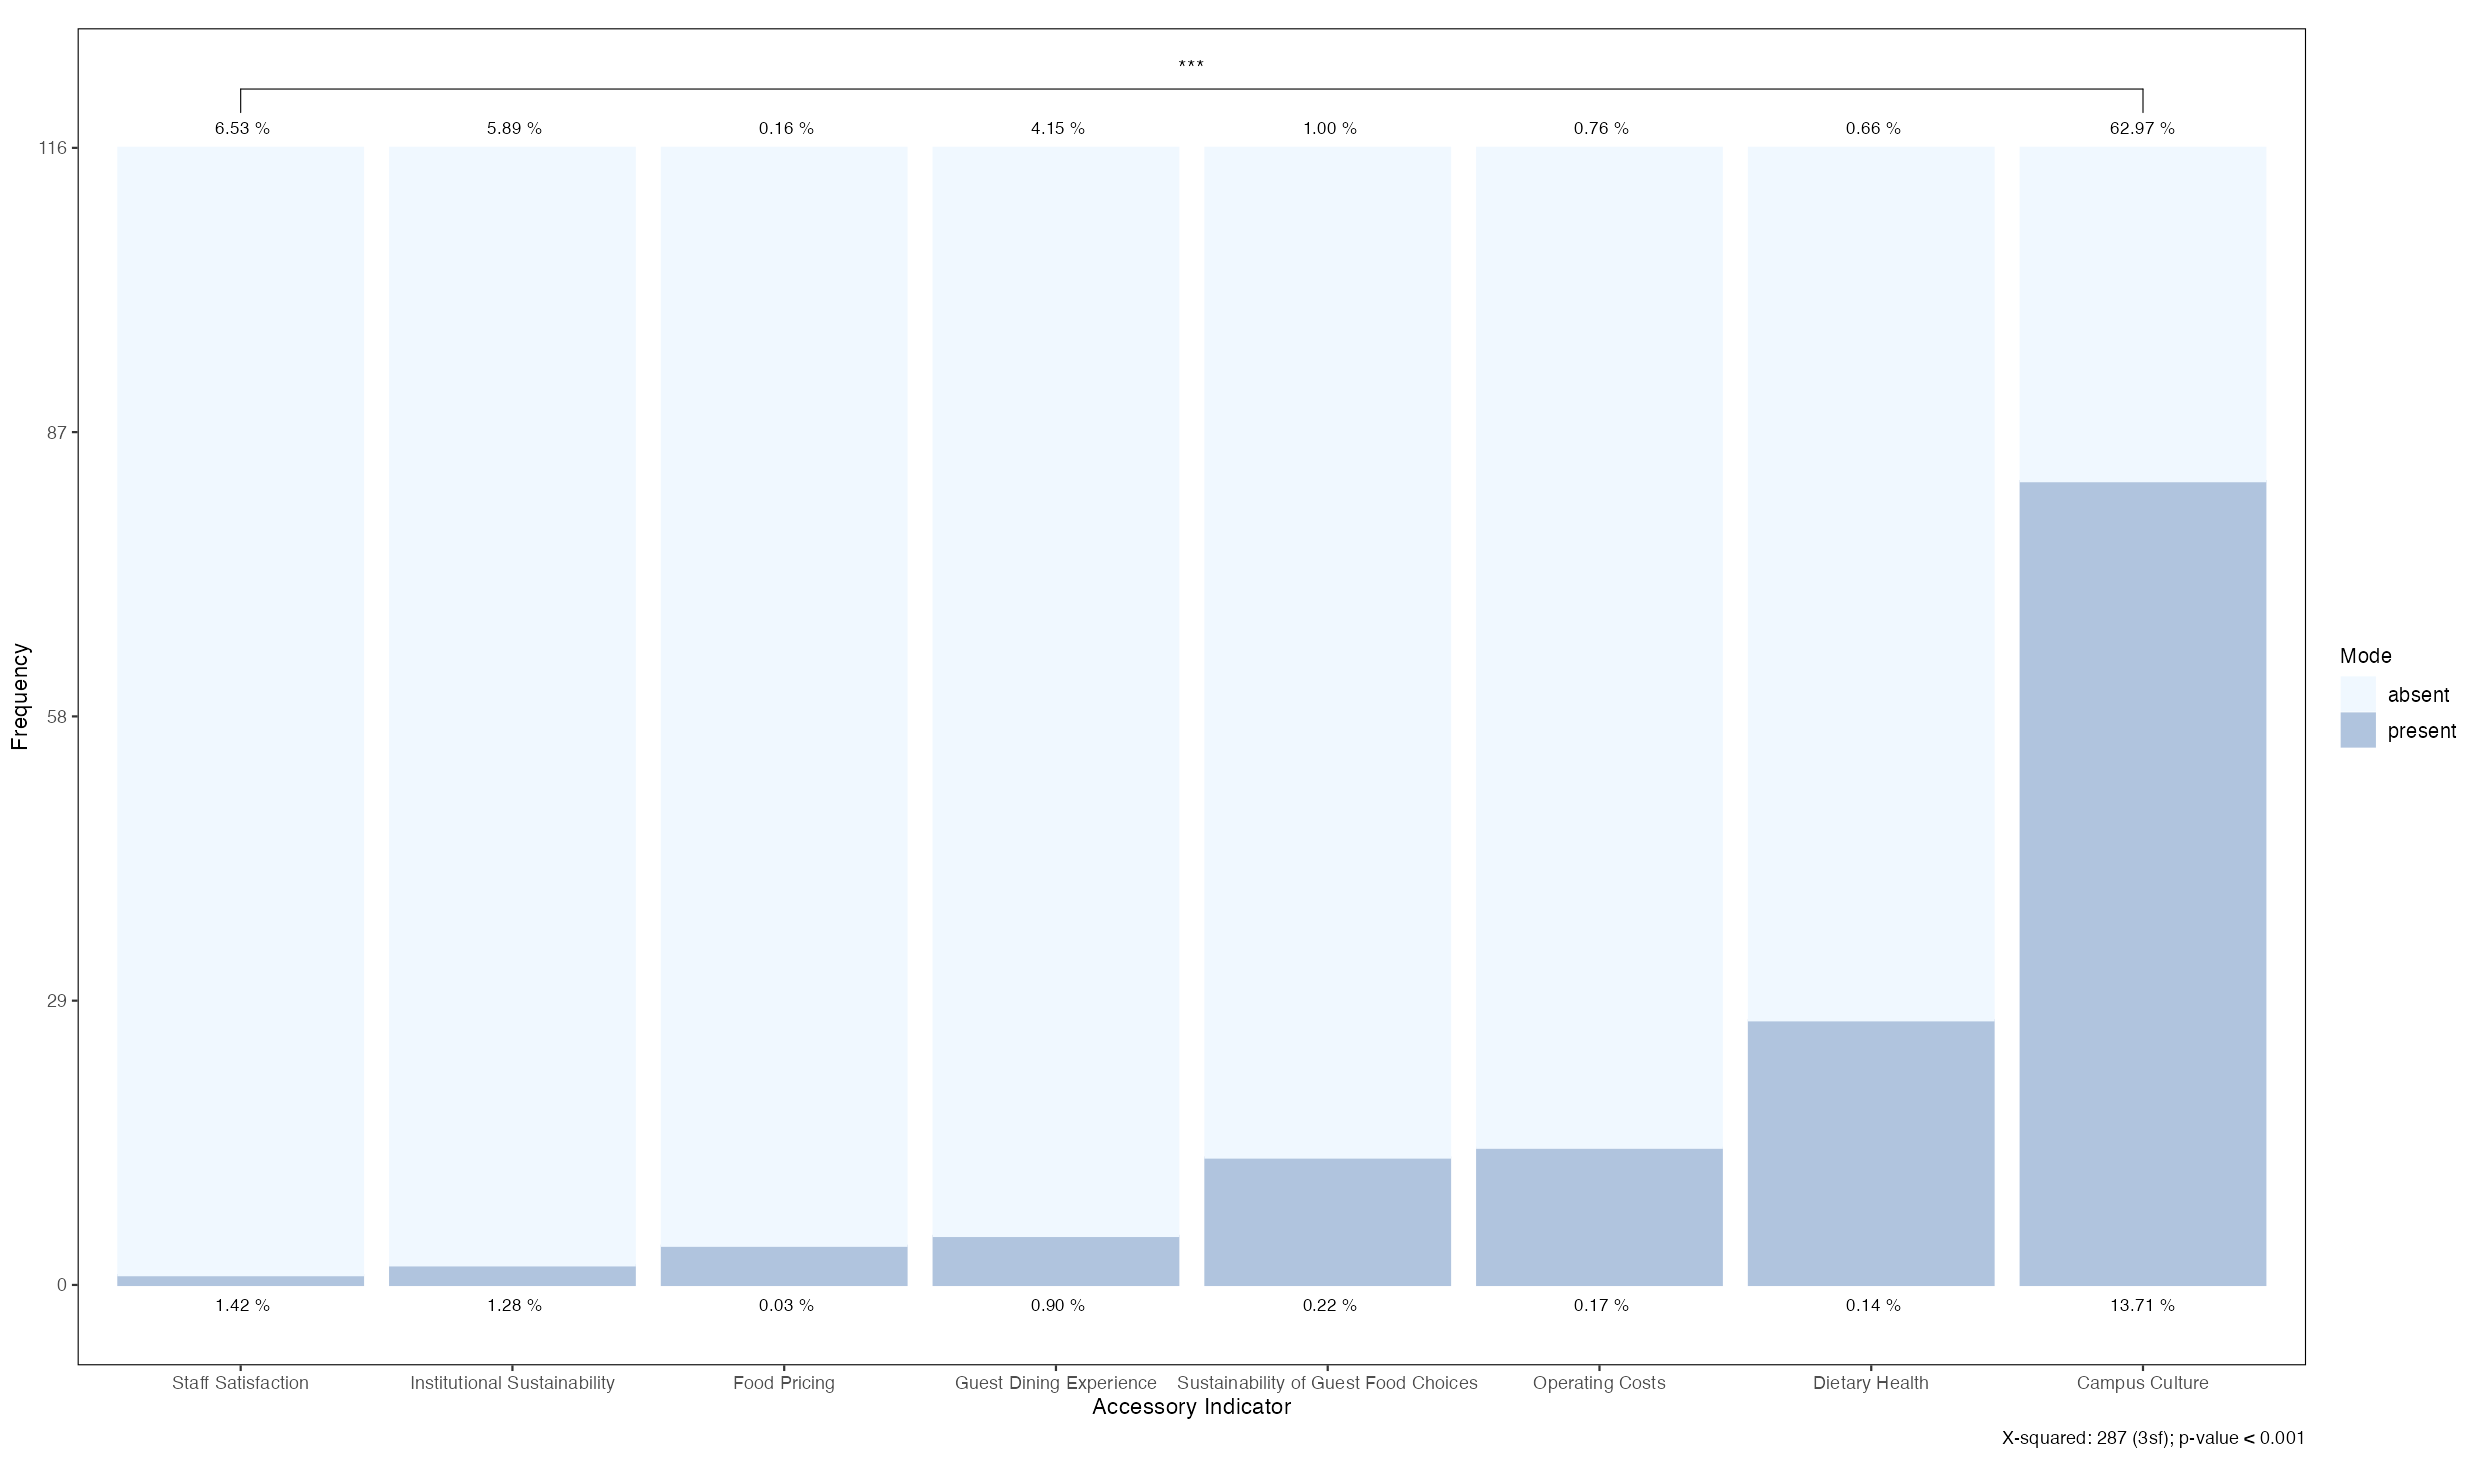 ***
6.53 % 5.89 % 0.16 % 4.15 % 1.00 % 0.76 % 0.66 % 62.97 %
116
87
58
29
0
Frequency
1.42 % 1.28 % 0.03 % 0.90 % 0.22 % 0.17 % 0.14 % 13.71 %
Staff Satisfaction Institutional Sustainability Food Pricing Guest Dining Experience Sustainability of Guest Food Choices Operating Costs Dietary Health Campus Culture
Accessory Indicator
Mode
absent
present
X-squared: 287 (3sf); p-value < 0.001